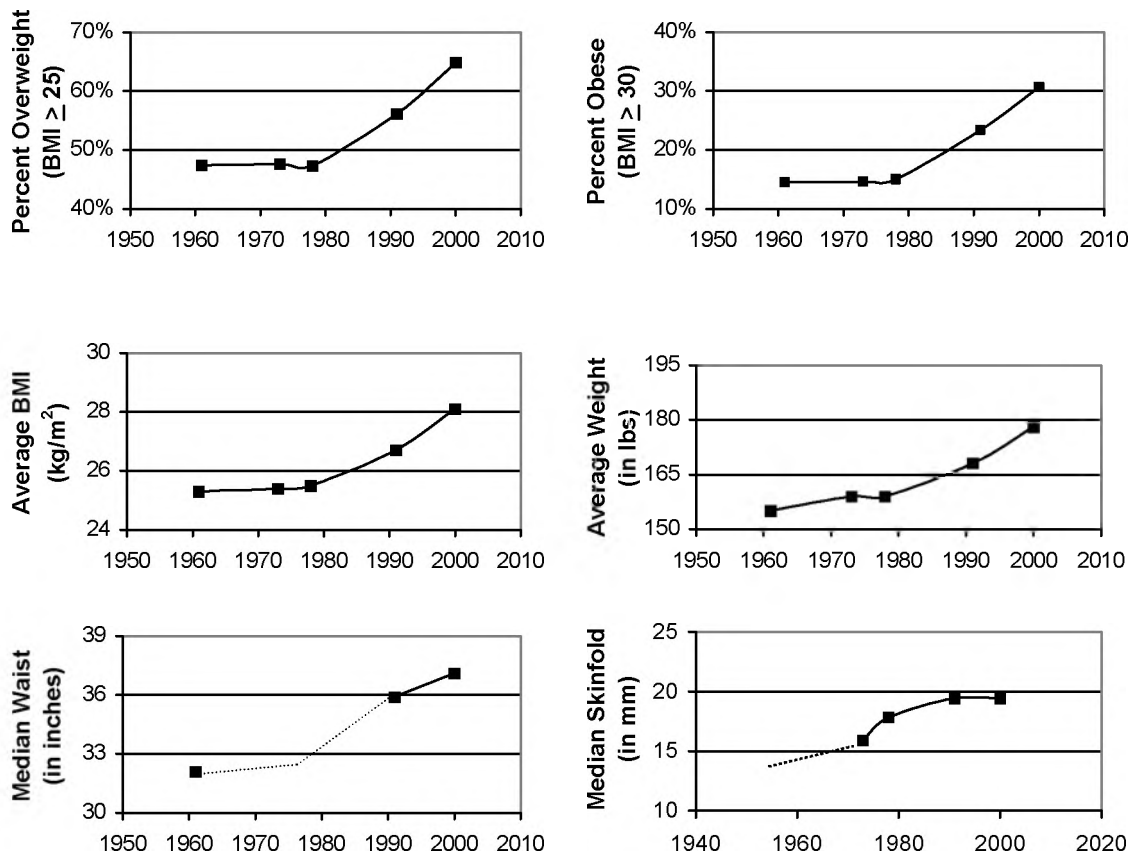 Percent Overweight
(BMI ≥ 25)
70%
60%
50%
40%
1950 1960 1970 1980 1990 2000 2010
Percent Obese
(BMI ≥ 30)
40%
30%
20%
10%
1950 1960 1970 1980 1990 2000 2010
Average BMI
(kg/m²)
30
28
26
24
1950 1960 1970 1980 1990 2000 2010
Average Weight
(in lbs)
195
180
165
150
1950 1960 1970 1980 1990 2000 2010
Median Waist
(in inches)
39
36
33
30
1950 1960 1970 1980 1990 2000 2010
Median Skinfold
(in mm)
25
20
15
10
1940 1960 1980 2000 2020